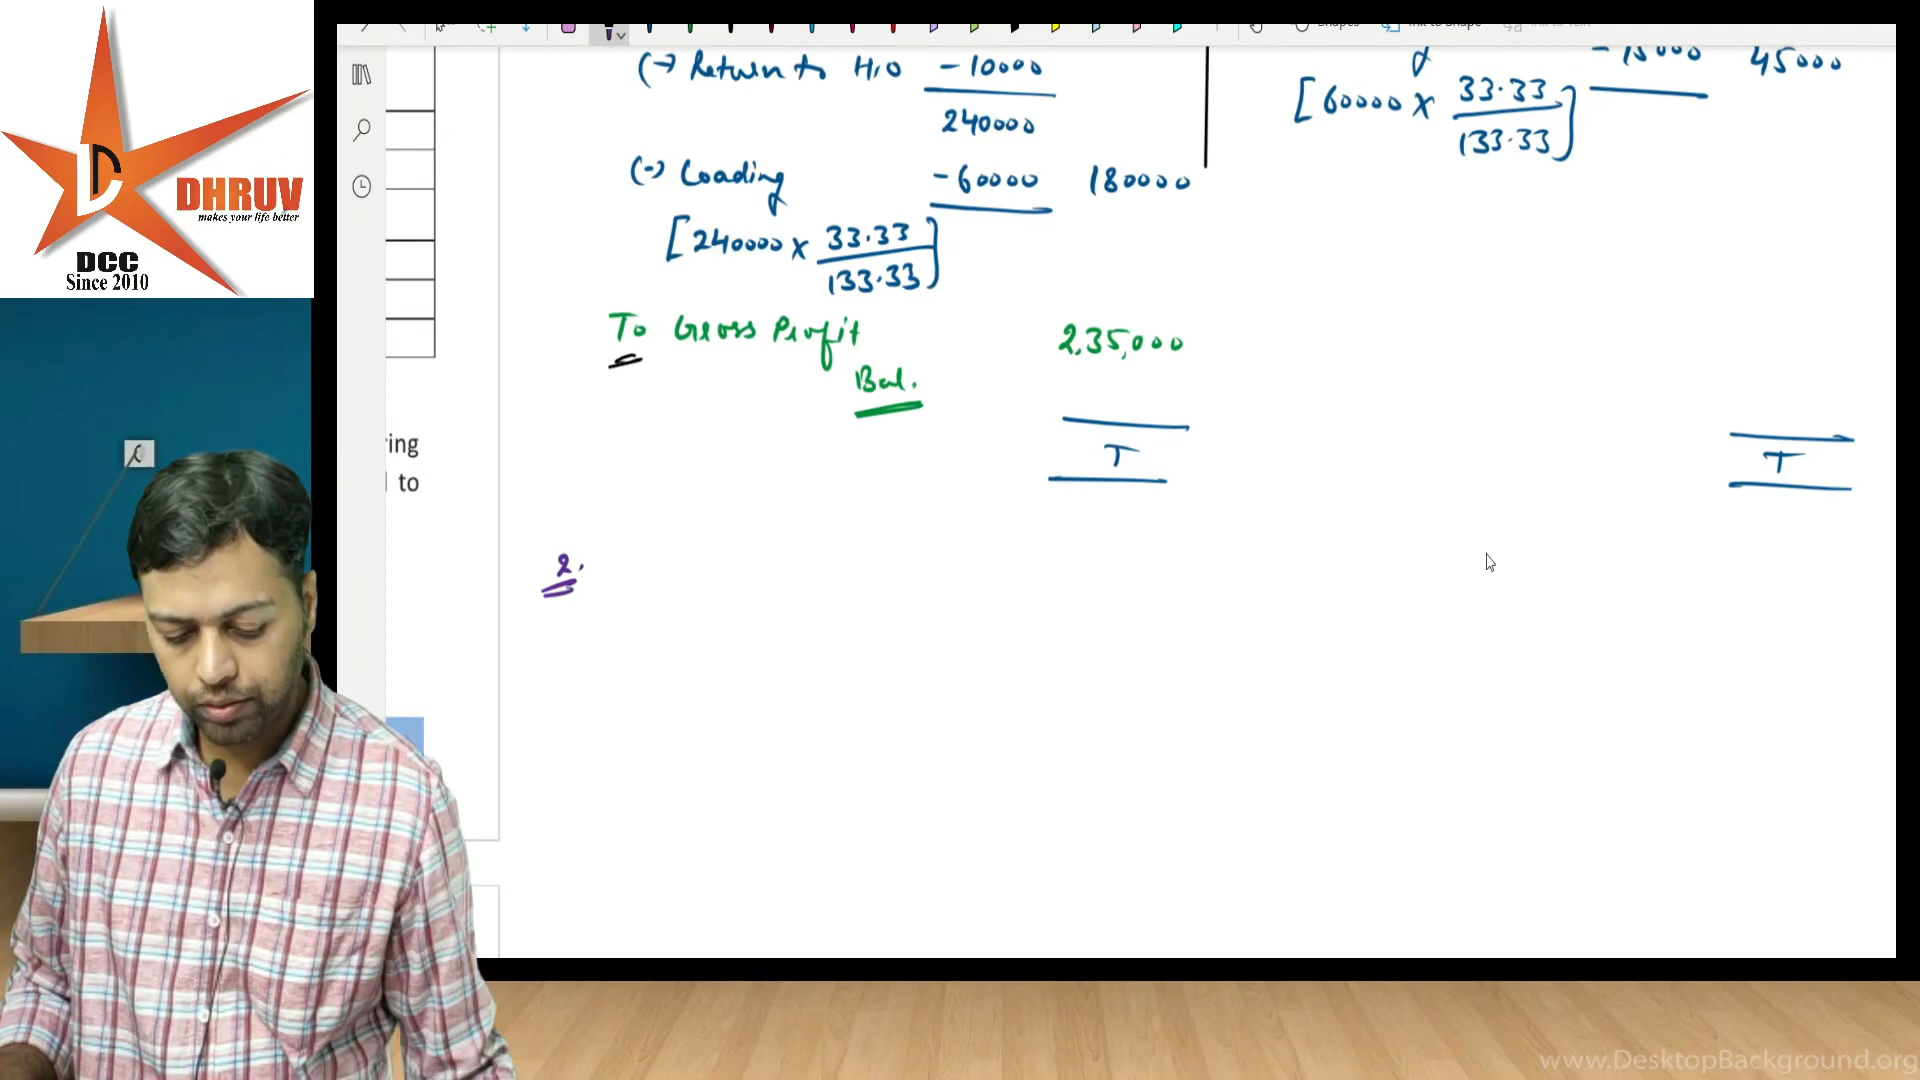 DHRUV
makes your life better
DCC
Since 2010
(-) Return to H.O -10000
240000
(-) Loading -60000 180000
[240000 x 33.33
133.33]
To Gross Profit 2,35,000
Bal.
T
- 15000 45000
[60000 x 33.33
133.33]
T
ring
to
2.
www.DesktopBackground.org